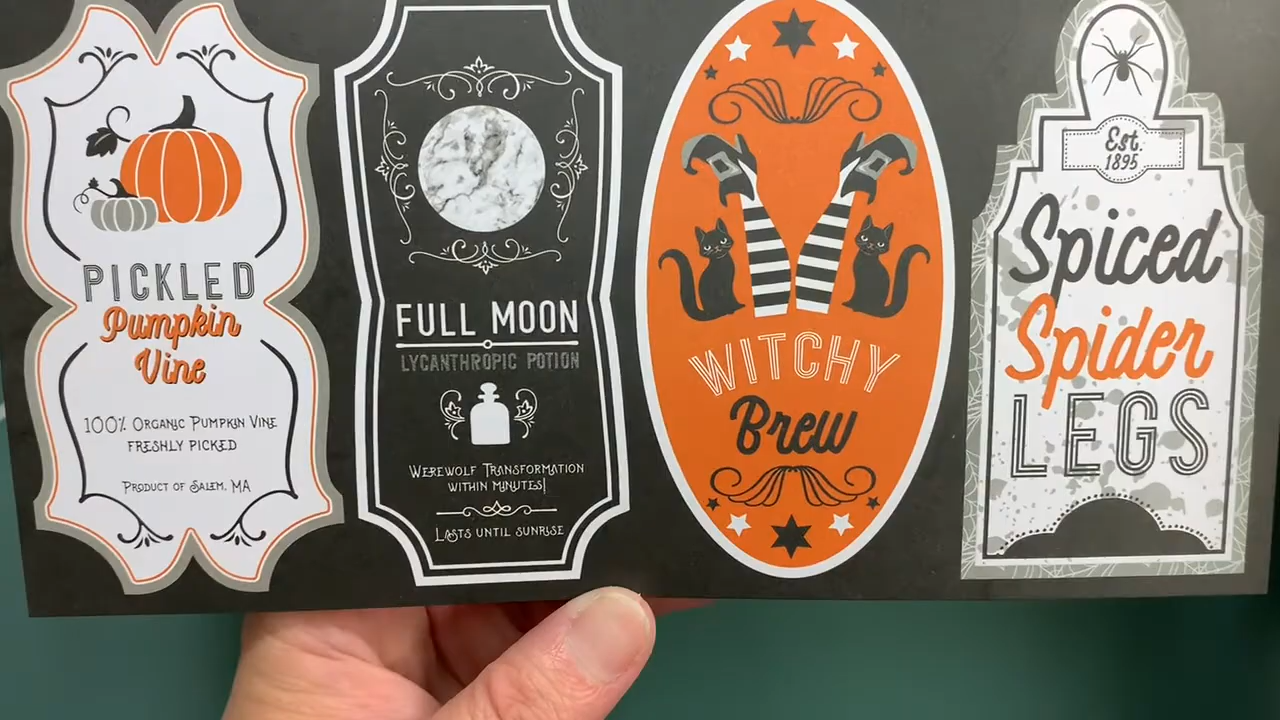 PICKLED
Pumpkin
Vine
100% ORGANIC PUMPKIN VINE
FRESHLY PICKED
PRODUCT OF SALEM, MA
FULL MOON
LYCANTHROPIC POTION
WEREWOLF TRANSFORMATION
WITHIN MINUTES!
LASTS UNTIL SUNRISE
WITCHY
Brew
Est.
1895
Spiced
Spider
LEGS